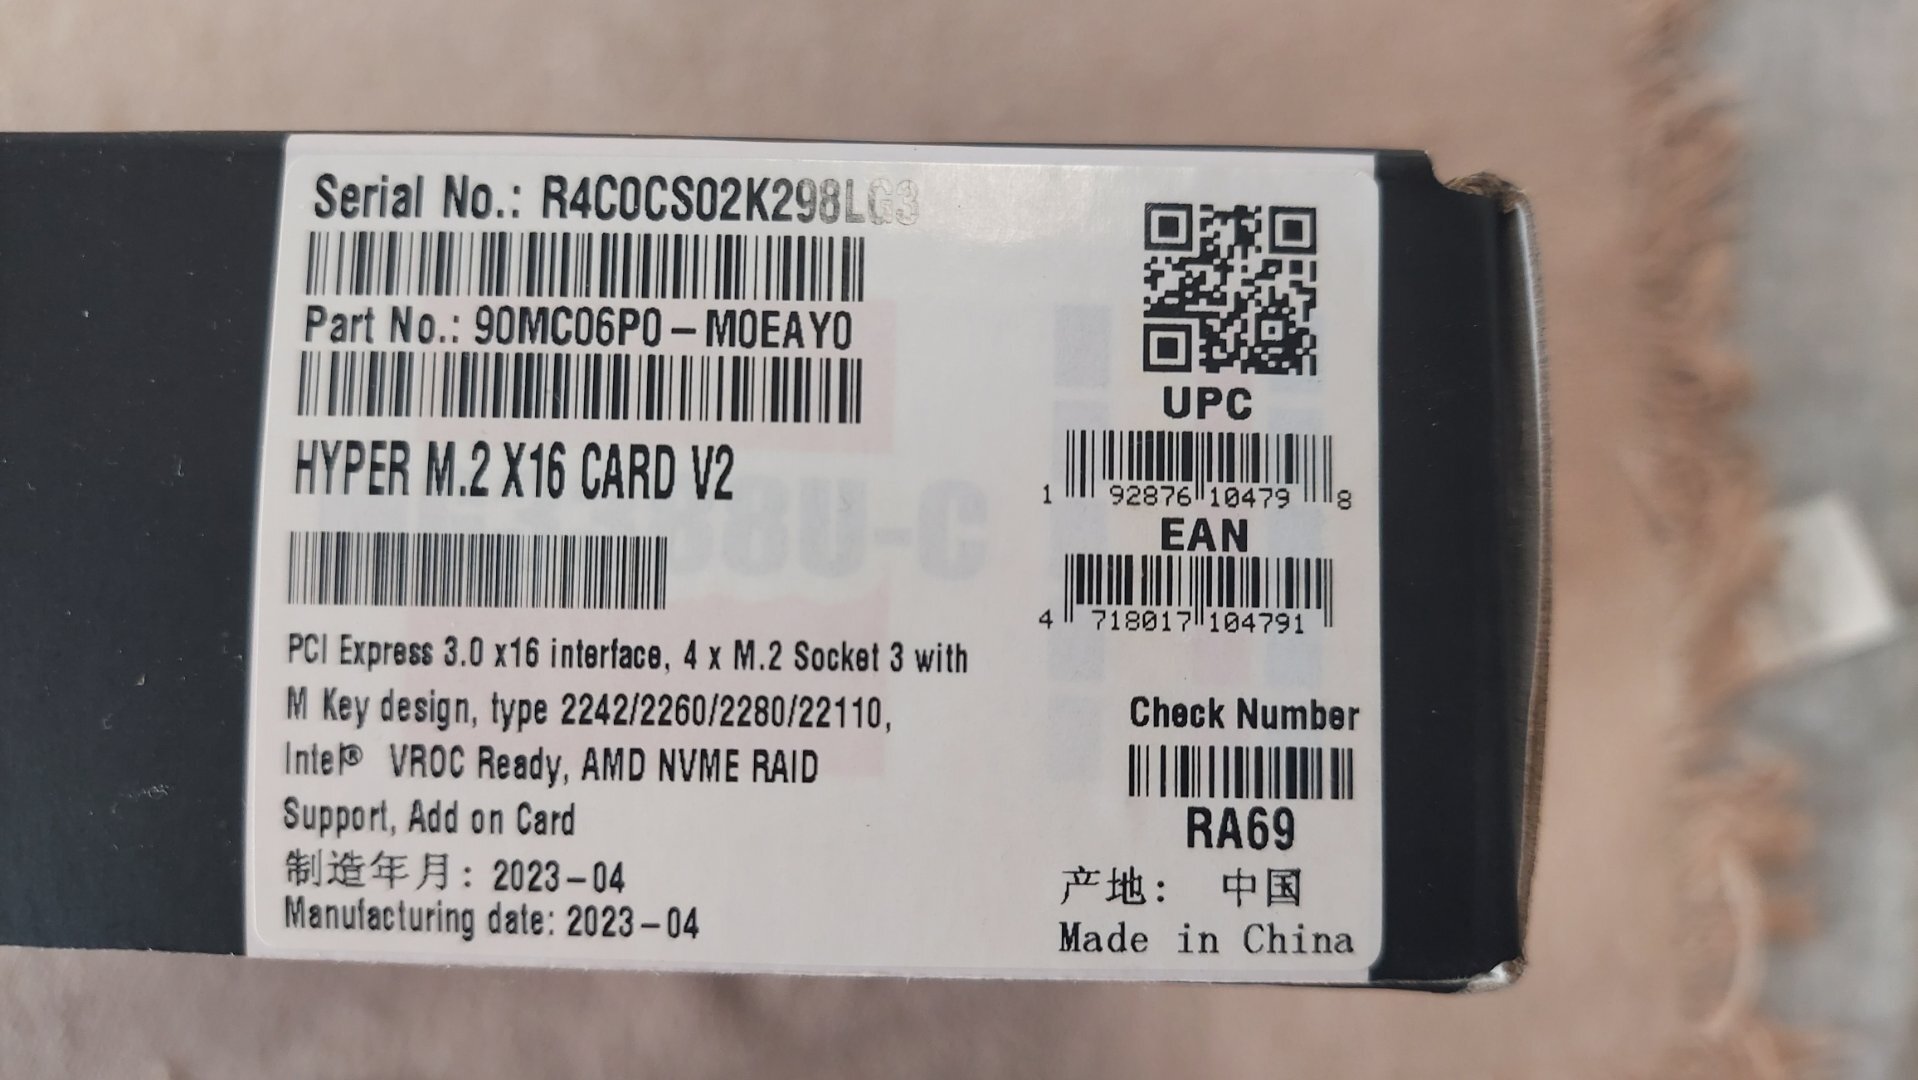 Serial No.: R4C0CS02K298LG3
Part No.: 90MC06P0-M0EAY0
HYPER M.2 X16 CARD V2
PCI Express 3.0 x16 interface, 4 x M.2 Socket 3 with
M Key design, type 2242/2260/2280/22110,
Intel® VROC Ready, AMD NVME RAID
Support, Add on Card
制造年月: 2023-04
Manufacturing date: 2023-04
UPC
1 92876 10479 8
EAN
4 718017 104791
Check Number
RA69
产地: 中国
Made in China